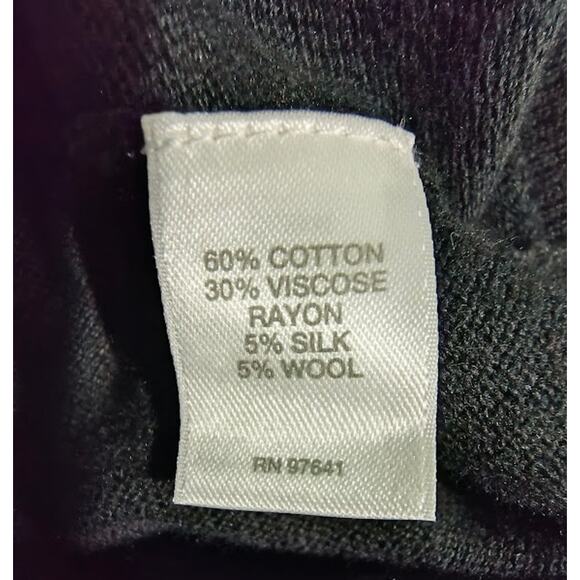 60% COTTON
30% VISCOSE
RAYON
5% SILK
5% WOOL
RN 97641